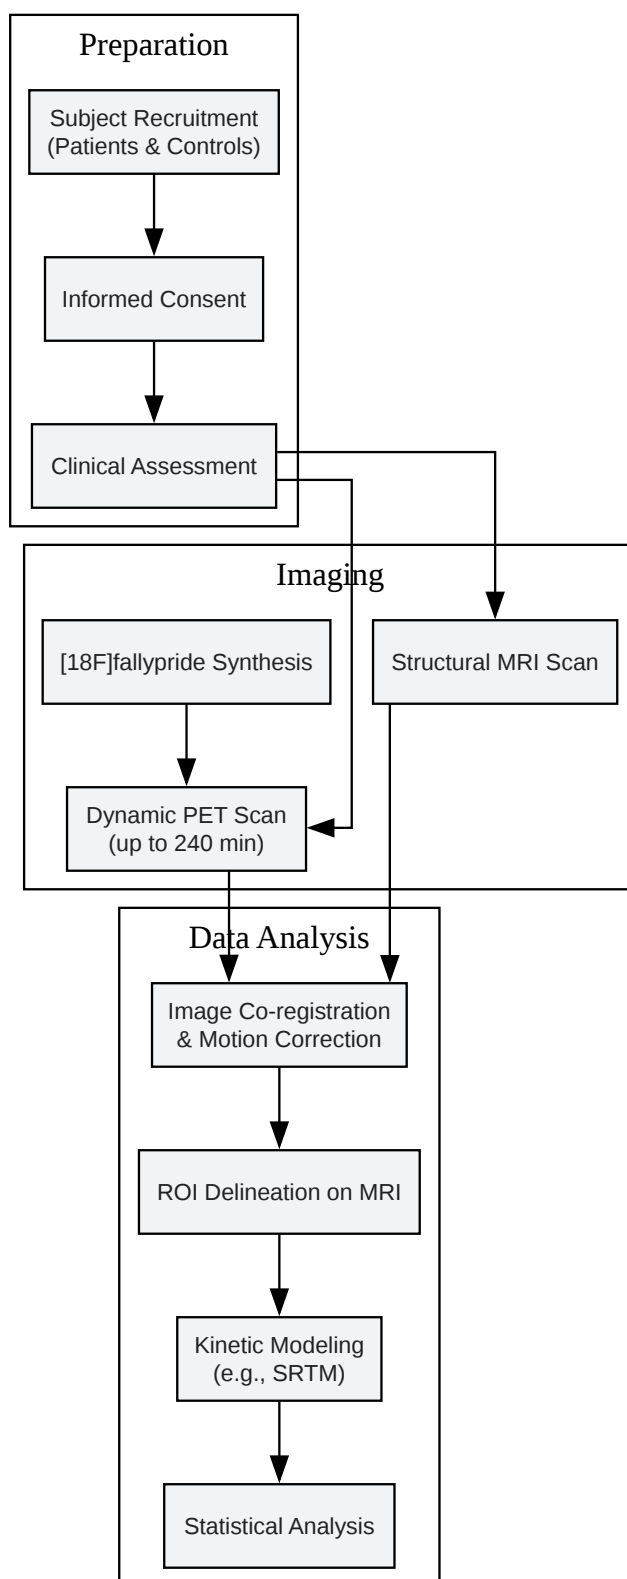 Preparation
Subject Recruitment
(Patients & Controls)
Informed Consent
Clinical Assessment
Imaging
[18F]fallypride Synthesis
Structural MRI Scan
Dynamic PET Scan
(up to 240 min)
Data Analysis
Image Co-registration
& Motion Correction
ROI Delineation on MRI
Kinetic Modeling
(e.g., SRTM)
Statistical Analysis